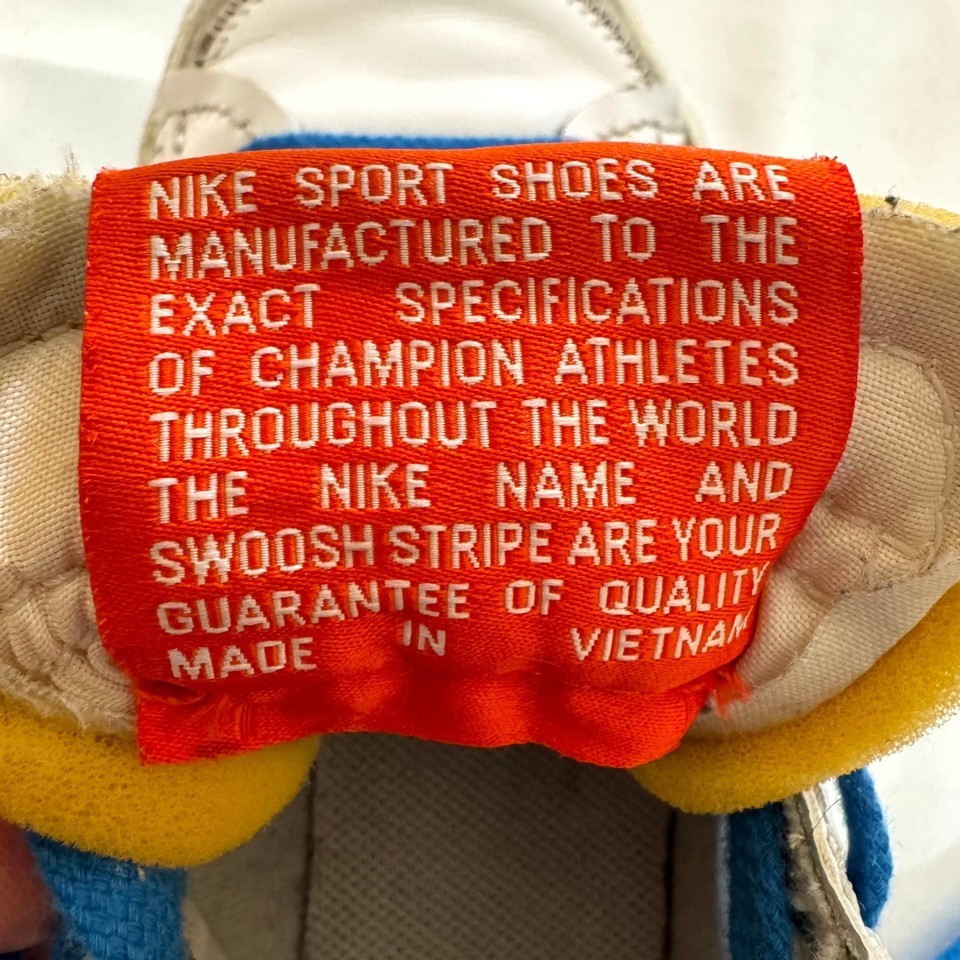 NIKE SPORT SHOES ARE
MANUFACTURED TO THE
EXACT SPECIFICATIONS
OF CHAMPION ATHLETES
THROUGHOUT THE WORLD
THE NIKE NAME AND
SWOOSH STRIPE ARE YOUR
GUARANTEE OF QUALITY
MADE IN VIETNAM